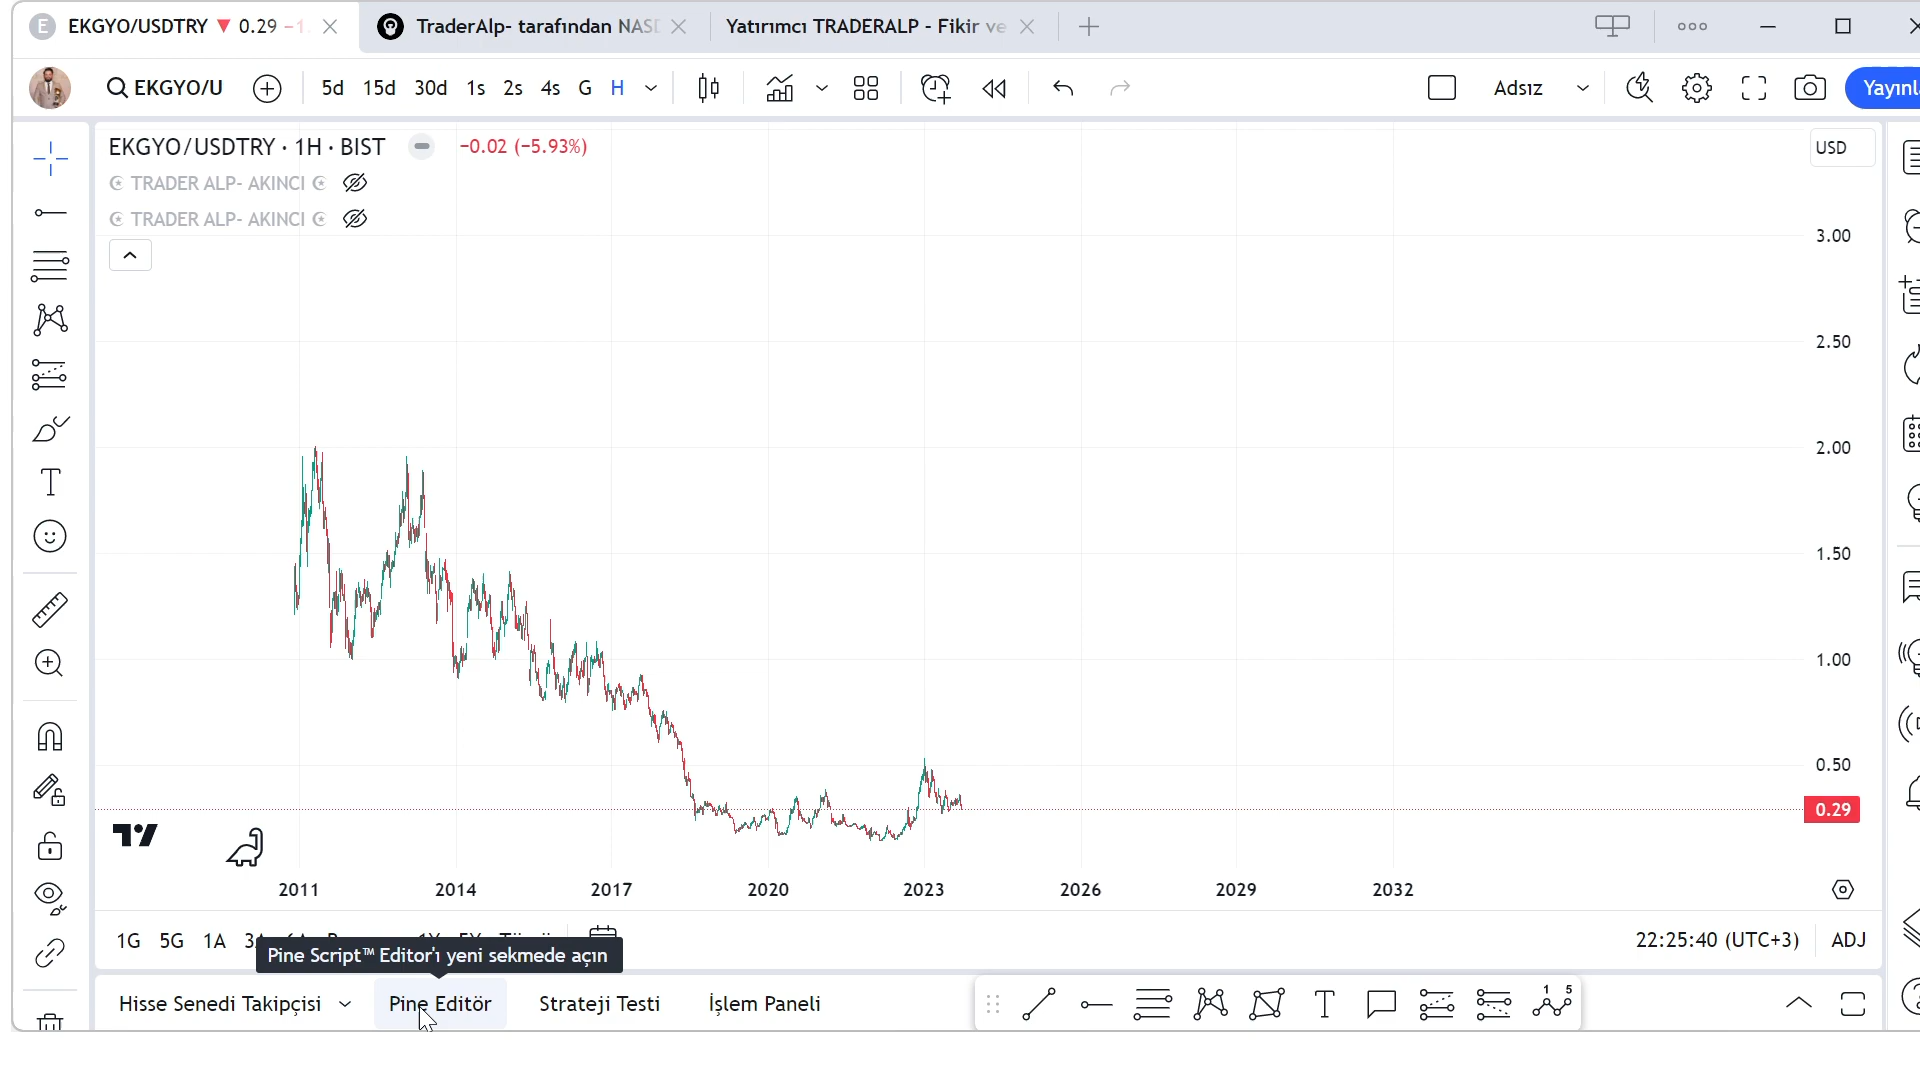 E EKGYO/USDTRY ▼ 0.29 −1.
TraderAlp- tarafından NASD
Yatırımcı TRADERALP - Fikir ve
EKGYO/U
5d 15d 30d 1s 2s 4s G H
Adsız
Yayınl
EKGYO/USDTRY · 1H · BIST −0.02 (−5.93%)
USD
TRADER ALP- AKINCI
TRADER ALP- AKINCI
3.00
2.50
2.00
1.50
1.00
0.50
0.29
2011 2014 2017 2020 2023 2026 2029 2032
1G 5G 1A
22:25:40 (UTC+3) ADJ
Pine Script™ Editor'ı yeni sekmede açın
Hisse Senedi Takipçisi Pine Editör Strateji Testi İşlem Paneli
1 5